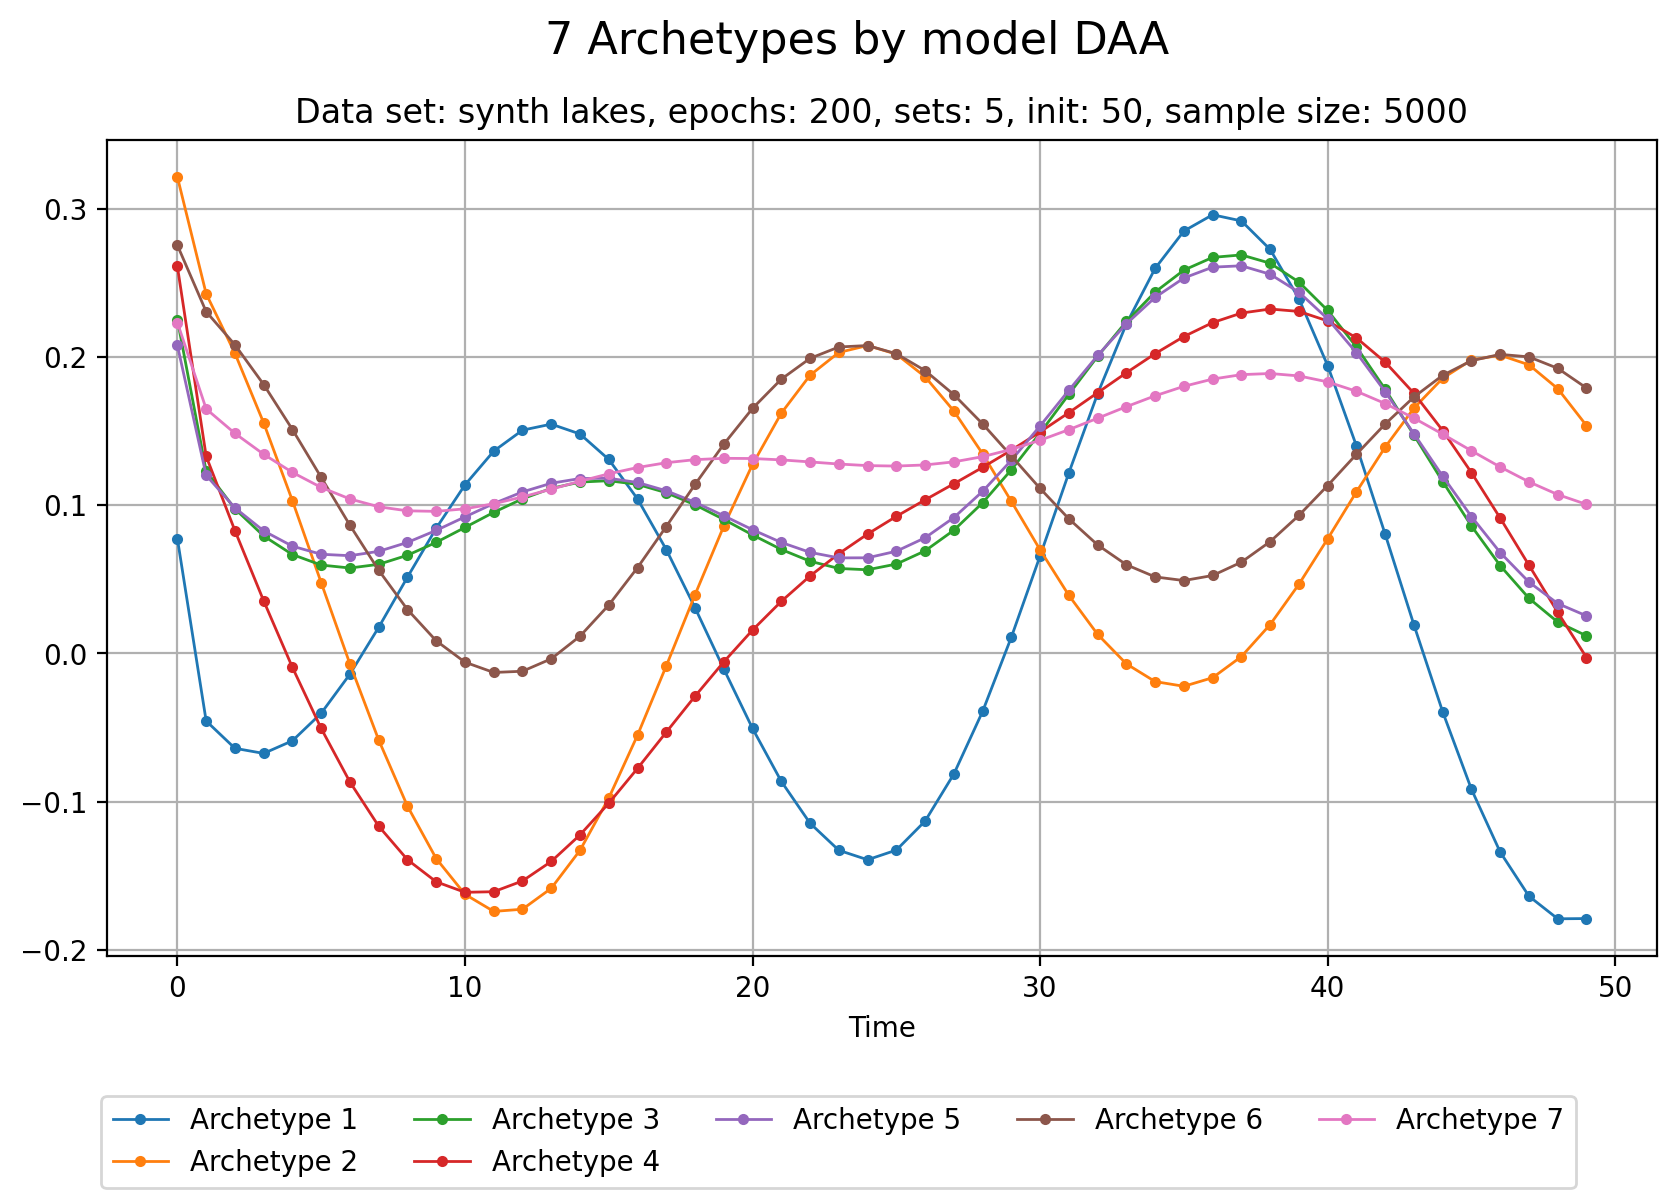 7 Archetypes by model DAA
Data set: synth lakes, epochs: 200, sets: 5, init: 50, sample size: 5000
0.3
0.2
0.1
0.0
−0.1
−0.2
0 10 20 30 40 50
Time
Archetype 1 Archetype 3 Archetype 5 Archetype 6 Archetype 7
Archetype 2 Archetype 4